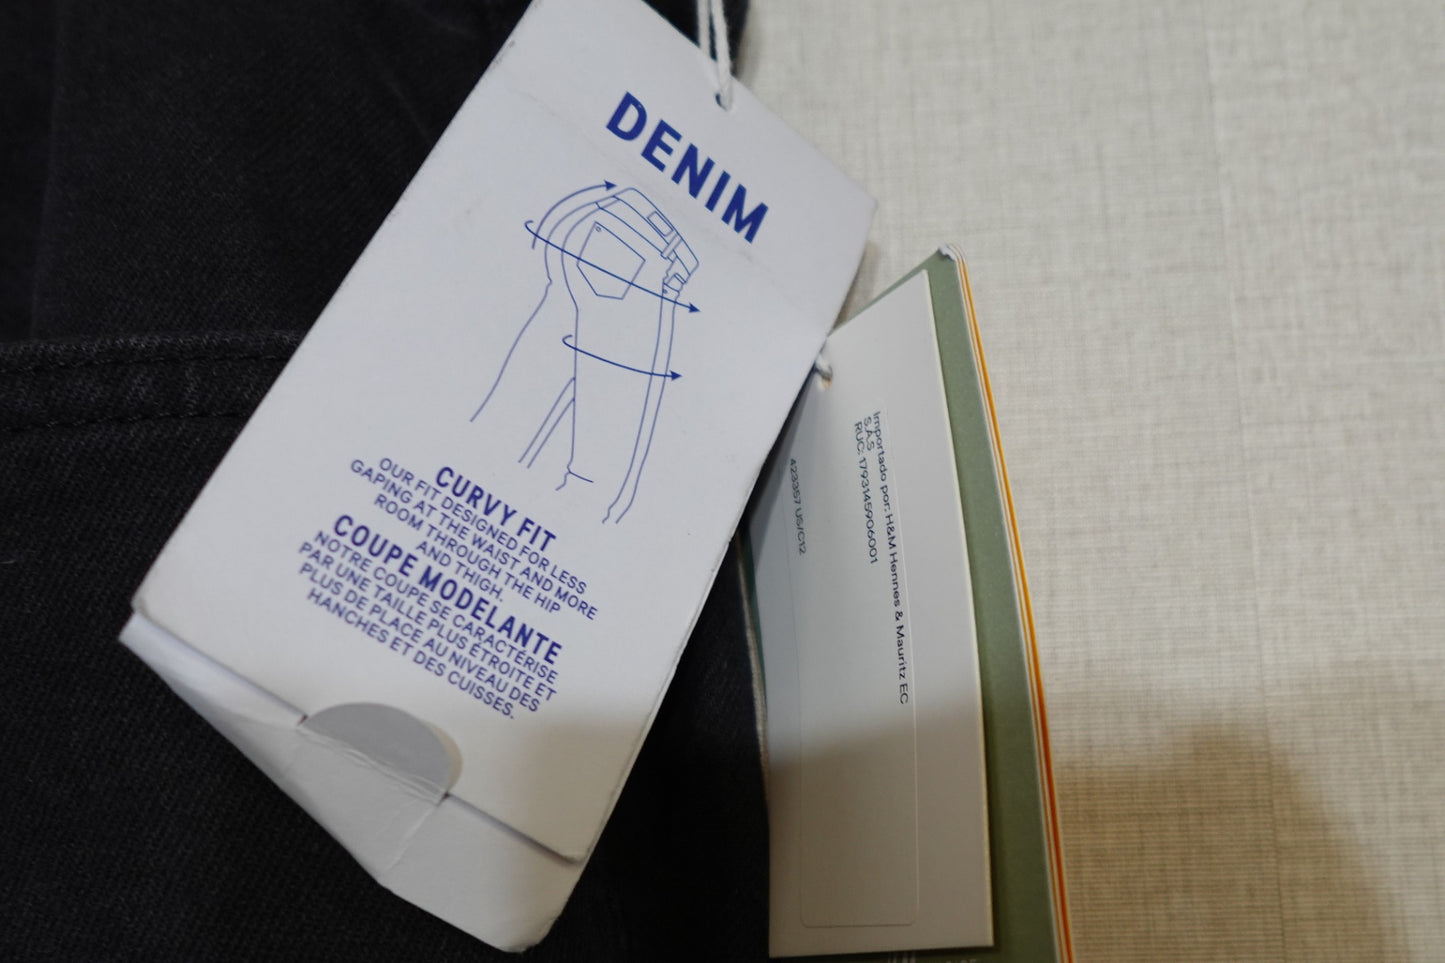 DENIM
CURVY FIT
OUR FIT DESIGNED FOR LESS
GAPING AT THE WAIST AND MORE
ROOM THROUGH THE HIP
AND THIGH.
COUPE MODELANTE
NOTRE COUPE SE CARACTÉRISE
PAR UNE TAILLE PLUS ÉTROITE ET
PLUS DE PLACE AU NIVEAU DES
HANCHES ET DES CUISSES.
Importado por: H&M Hennes & Mauritz EC
S.A.S
RUC: 1793145906001
423357 US/C12